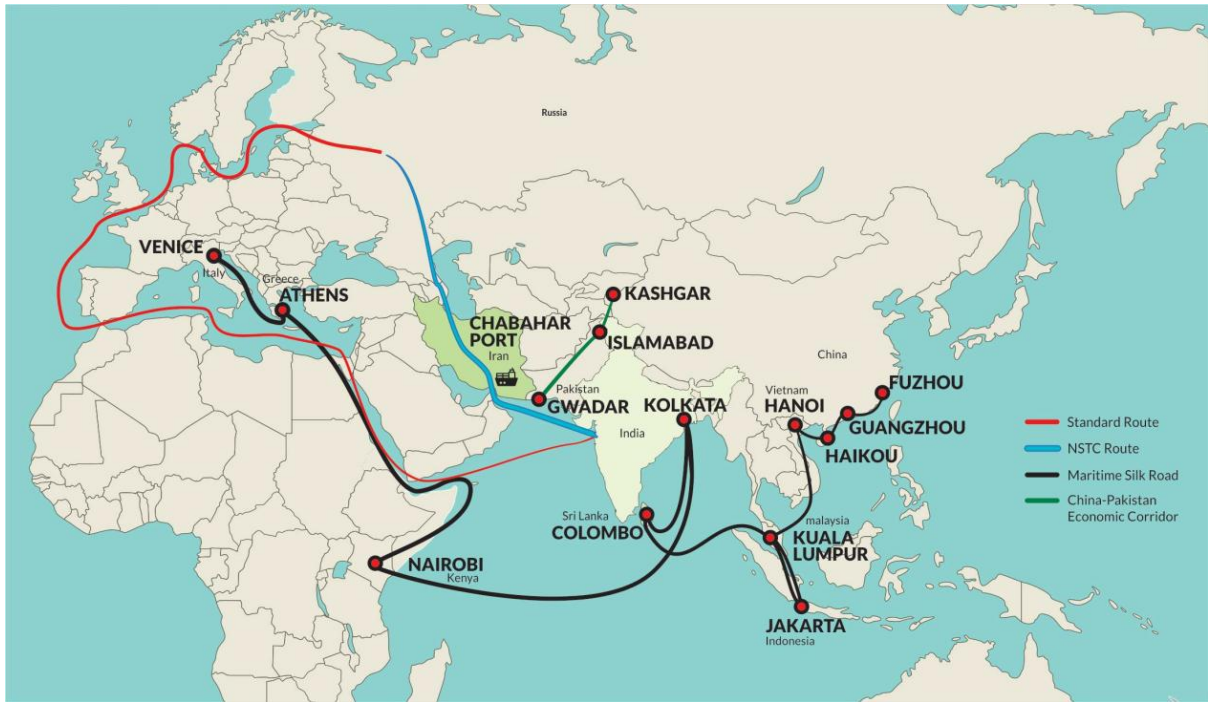 Russia
VENICE
Italy
Greece
ATHENS
CHABAHAR
PORT
Iran
KASHGAR
ISLAMABAD
Pakistan
GWADAR
India
KOLKATA
China
Vietnam
HANOI
FUZHOU
GUANGZHOU
HAIKOU
Sri Lanka
COLOMBO
malaysia
KUALA
LUMPUR
NAIROBI
Kenya
JAKARTA
Indonesia
Standard Route
NSTC Route
Maritime Silk Road
China-Pakistan
Economic Corridor